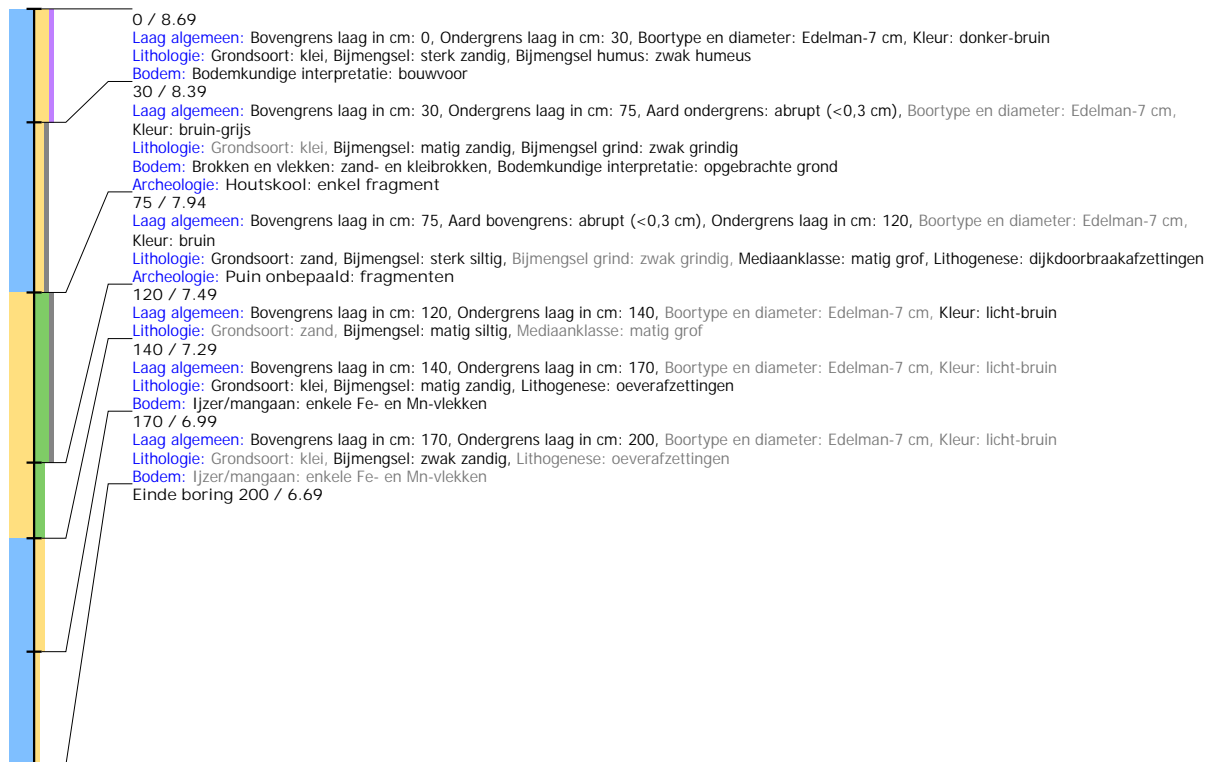 0 / 8.69
Laag algemeen: Bovengrens laag in cm: 0, Ondergrens laag in cm: 30, Boortype en diameter: Edelman-7 cm, Kleur: donker-bruin
Lithologie: Grondsoort: klei, Bijmengsel: sterk zandig, Bijmengsel humus: zwak humeus
Bodem: Bodemkundige interpretatie: bouwvoor
30 / 8.39
Laag algemeen: Bovengrens laag in cm: 30, Ondergrens laag in cm: 75, Aard ondergrens: abrupt (<0,3 cm), Boortype en diameter: Edelman-7 cm,
Kleur: bruin-grijs
Lithologie: Grondsoort: klei, Bijmengsel: matig zandig, Bijmengsel grind: zwak grindig
Bodem: Brokken en vlekken: zand- en kleibrokken, Bodemkundige interpretatie: opgebrachte grond
Archeologie: Houtskool: enkel fragment
75 / 7.94
Laag algemeen: Bovengrens laag in cm: 75, Aard bovengrens: abrupt (<0,3 cm), Ondergrens laag in cm: 120, Boortype en diameter: Edelman-7 cm,
Kleur: bruin
Lithologie: Grondsoort: zand, Bijmengsel: sterk siltig, Bijmengsel grind: zwak grindig, Mediaanklasse: matig grof, Lithogenese: dijkdoorbraakafzettingen
Archeologie: Puin onbepaald: fragmenten
120 / 7.49
Laag algemeen: Bovengrens laag in cm: 120, Ondergrens laag in cm: 140, Boortype en diameter: Edelman-7 cm, Kleur: licht-bruin
Lithologie: Grondsoort: zand, Bijmengsel: matig siltig, Mediaanklasse: matig grof
140 / 7.29
Laag algemeen: Bovengrens laag in cm: 140, Ondergrens laag in cm: 170, Boortype en diameter: Edelman-7 cm, Kleur: licht-bruin
Lithologie: Grondsoort: klei, Bijmengsel: matig zandig, Lithogenese: oeverafzettingen
Bodem: Ijzer/mangaan: enkele Fe- en Mn-vlekken
170 / 6.99
Laag algemeen: Bovengrens laag in cm: 170, Ondergrens laag in cm: 200, Boortype en diameter: Edelman-7 cm, Kleur: licht-bruin
Lithologie: Grondsoort: klei, Bijmengsel: zwak zandig, Lithogenese: oeverafzettingen
Bodem: Ijzer/mangaan: enkele Fe- en Mn-vlekken
Einde boring 200 / 6.69